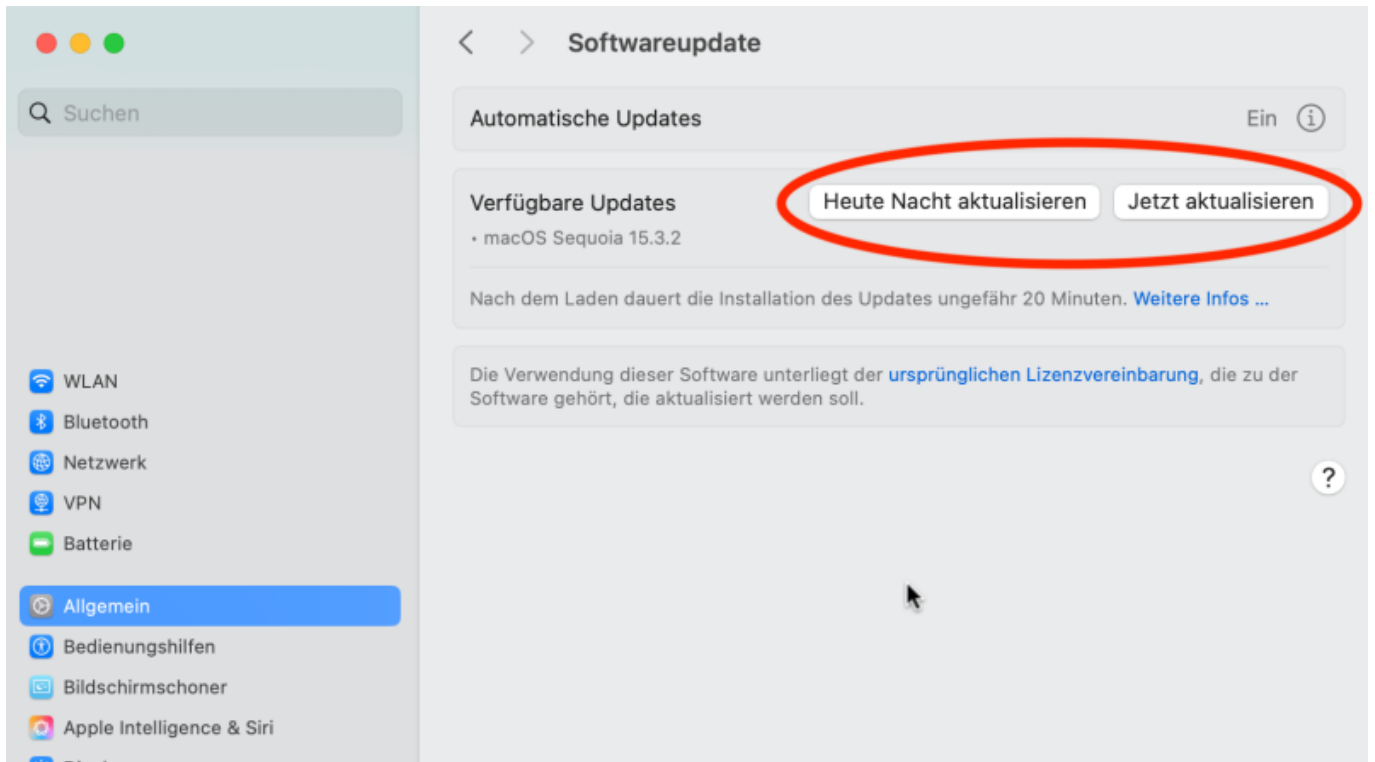 Suchen
WLAN
Bluetooth
Netzwerk
VPN
Batterie
Allgemein
Bedienungshilfen
Bildschirmschoner
Apple Intelligence & Siri
Softwareupdate
Automatische Updates
Ein
Verfügbare Updates
Heute Nacht aktualisieren
Jetzt aktualisieren
• macOS Sequoia 15.3.2
Nach dem Laden dauert die Installation des Updates ungefähr 20 Minuten. Weitere Infos ...
Die Verwendung dieser Software unterliegt der ursprünglichen Lizenzvereinbarung, die zu der
Software gehört, die aktualisiert werden soll.
?